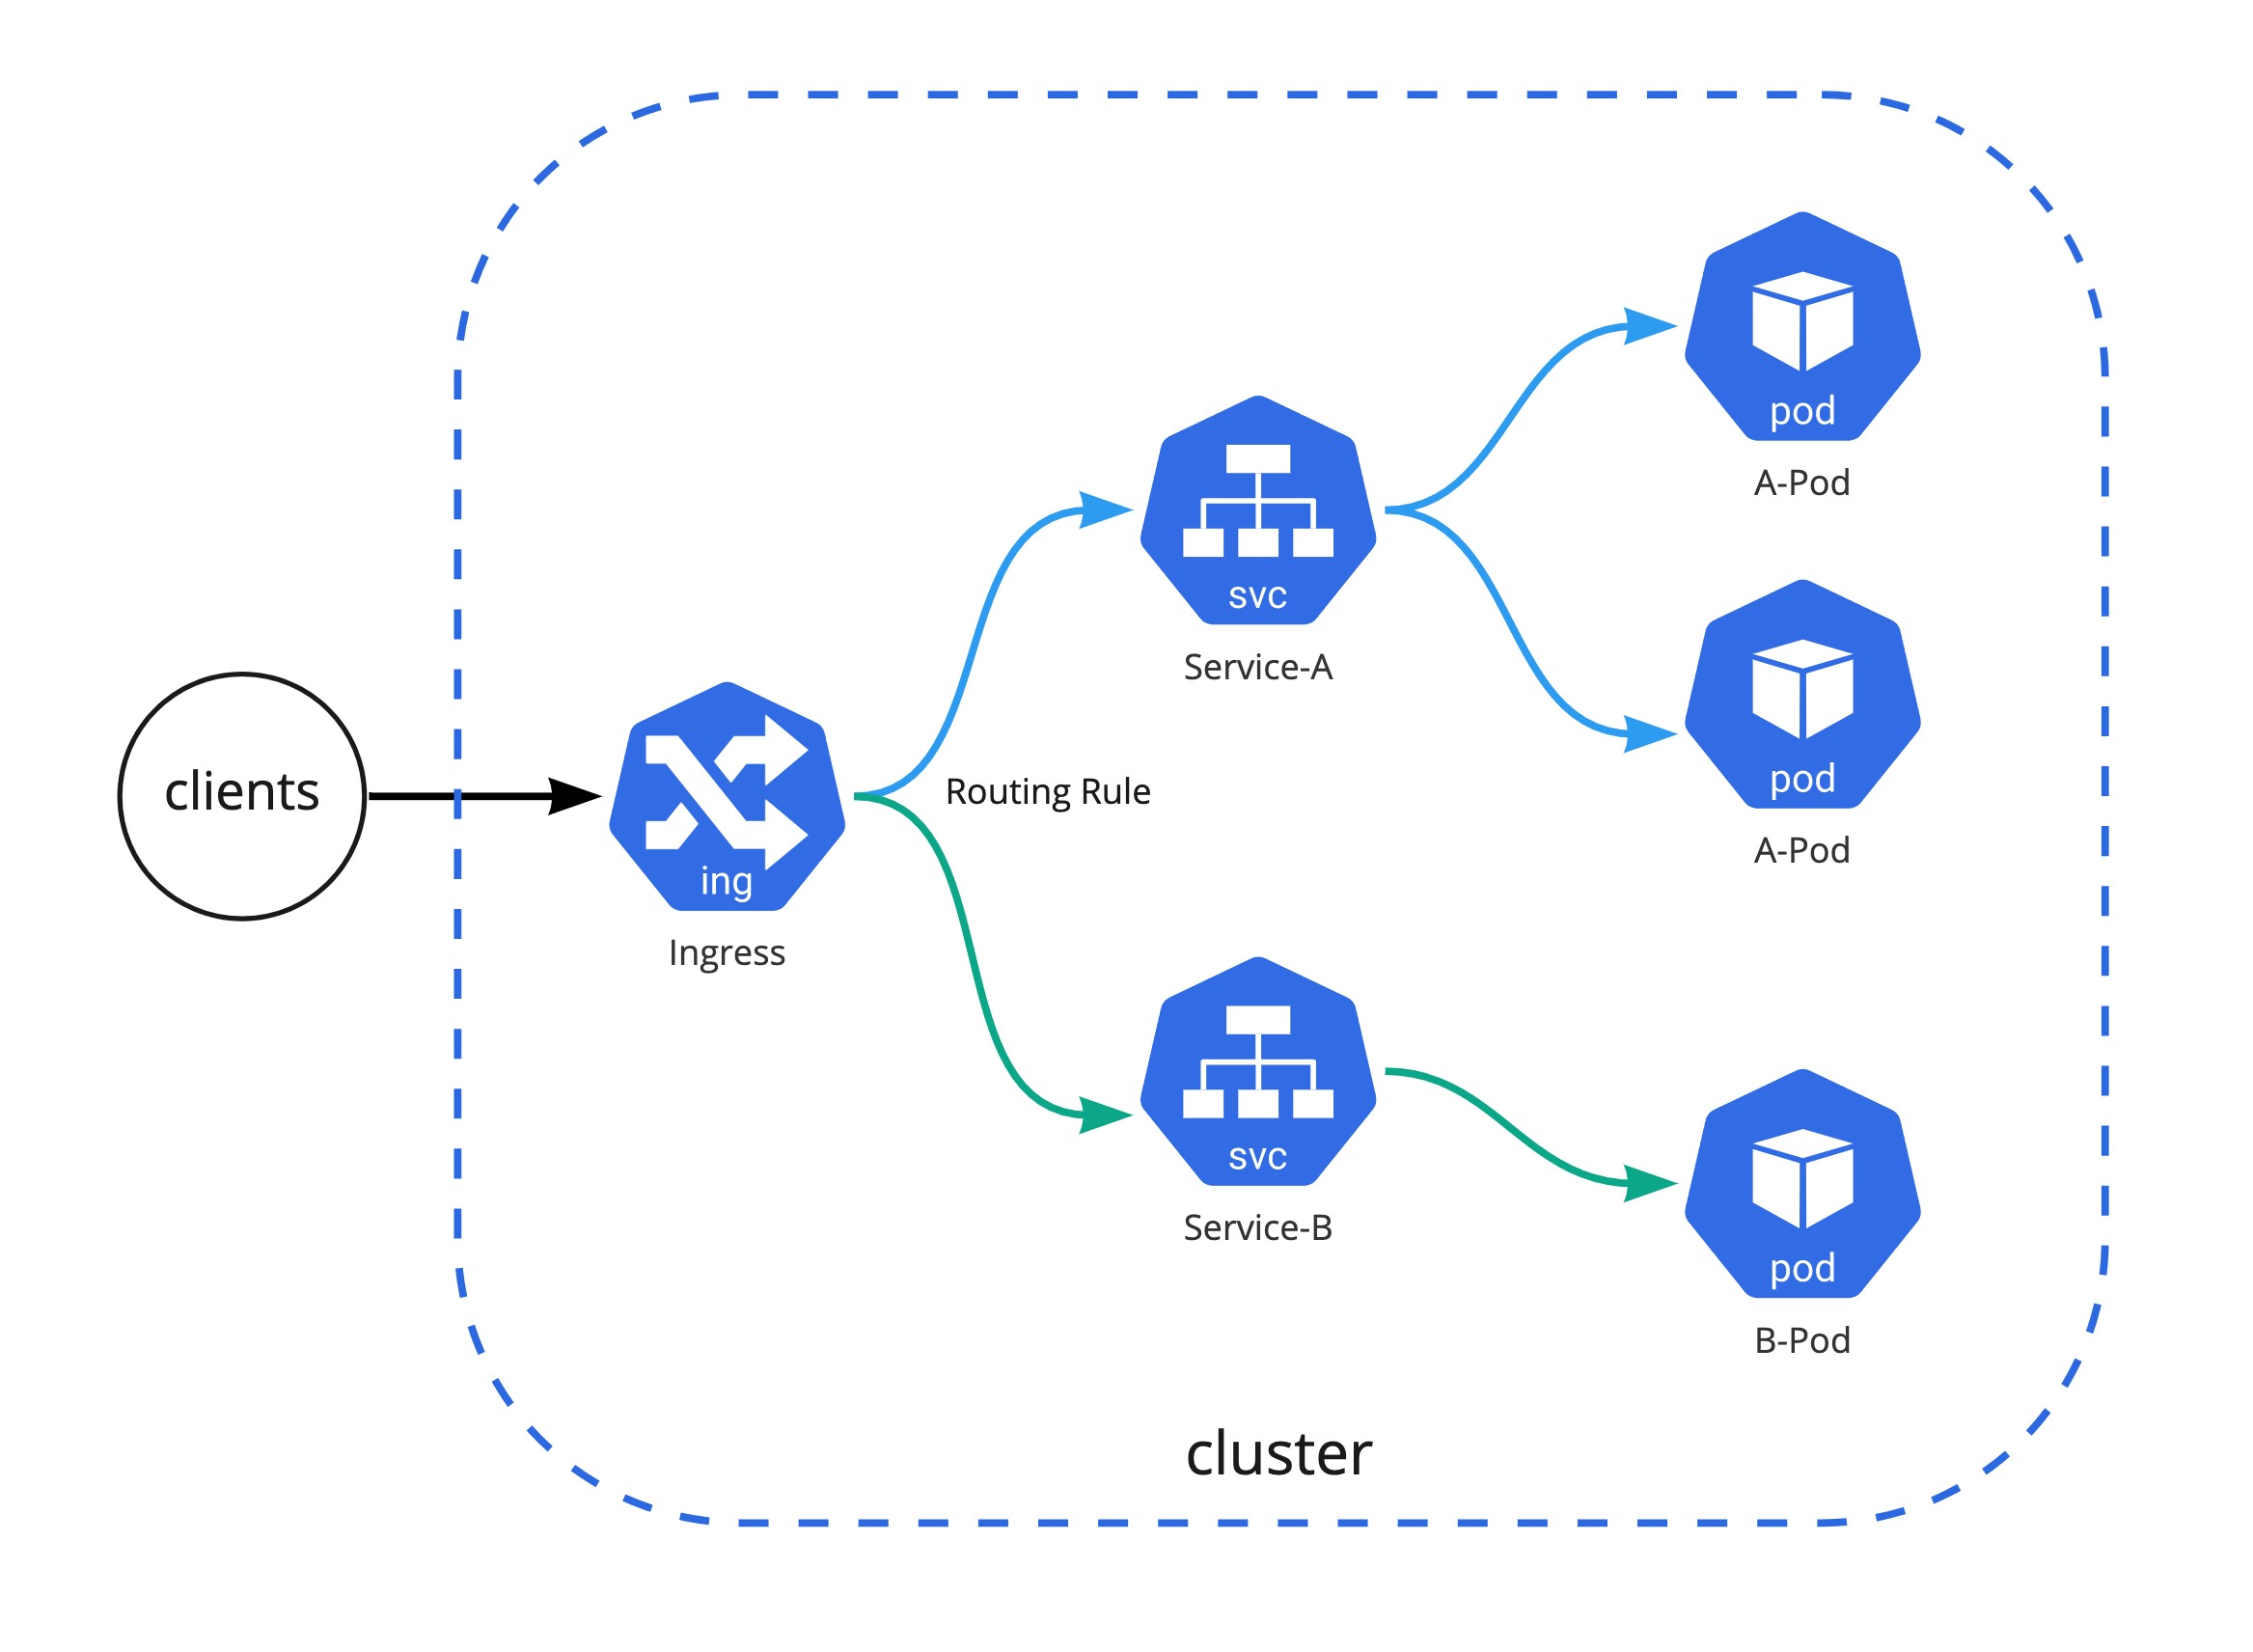 clients
ing
Ingress
Routing Rule
svc
Service-A
svc
Service-B
pod
A-Pod
pod
A-Pod
pod
B-Pod
cluster